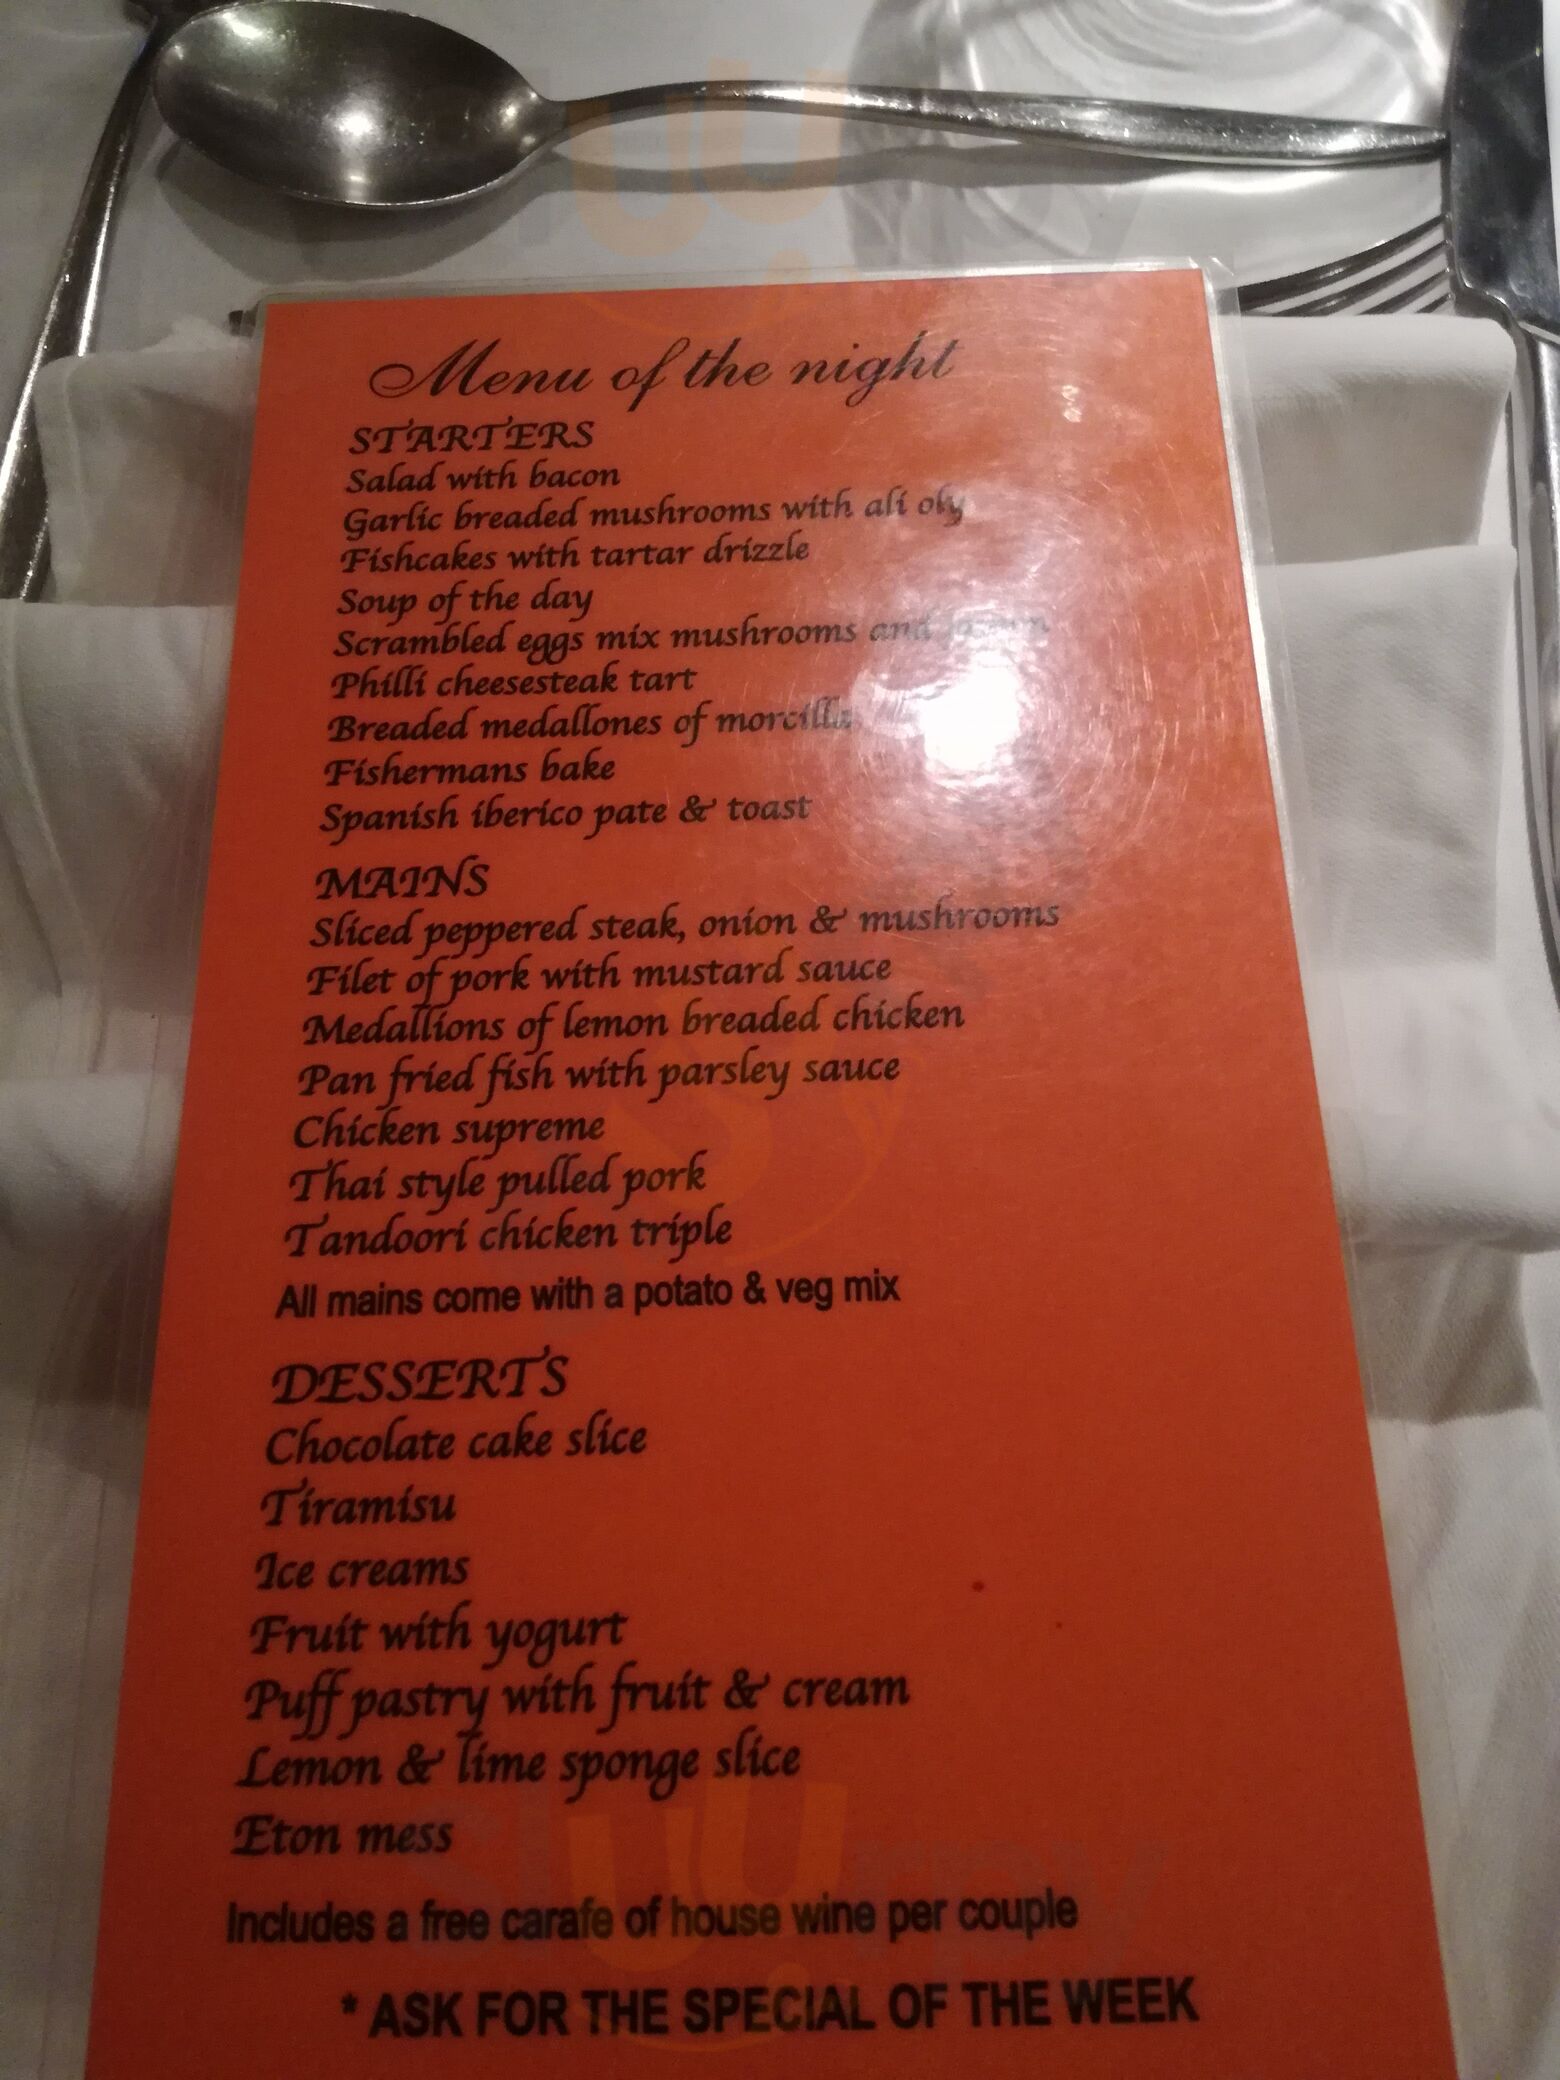 Menu of the night
STARTERS
Salad with bacon
Garlic breaded mushrooms with ali oly
Fishcakes with tartar drizzle
Soup of the day
Scrambled eggs mix mushrooms and
Philli cheesesteak tart
Breaded medallones of morcilla
Fishermans bake
Spanish iberico pate & toast
MAINS
Sliced peppered steak, onion & mushrooms
Filet of pork with mustard sauce
Medallions of lemon breaded chicken
Pan fried fish with parsley sauce
Chicken supreme
Thai style pulled pork
Tandoori chicken triple
All mains come with a potato & veg mix
DESSERTS
Chocolate cake slice
Tiramisu
Ice creams
Fruit with yogurt
Puff pastry with fruit & cream
Lemon & lime sponge slice
Eton mess
Includes a free carafe of house wine per couple
* ASK FOR THE SPECIAL OF THE WEEK